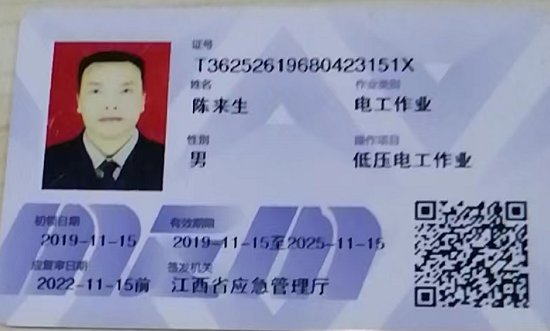 证号
T36252619680423151X
姓名
作业类别
陈来生
电工作业
性别
操作项目
男
低压电工作业
初领日期
有效期限
2019-11-15
2019-11-15至2025-11-15
应复审日期
签发机关
2022-11-15前
江西省应急管理厅